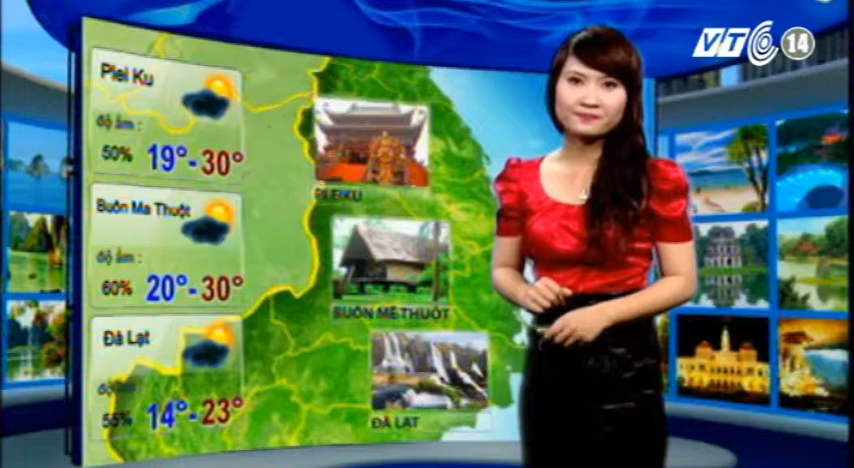 VTC 14
Plei Ku
độ ẩm :
50% 19°-30°
PLEIKU
Buôn Ma Thuột
độ ẩm :
60% 20°-30°
BUÔN MÊ THUỘT
Đà Lạt
55% 14°-23°
ĐÀ LẠT